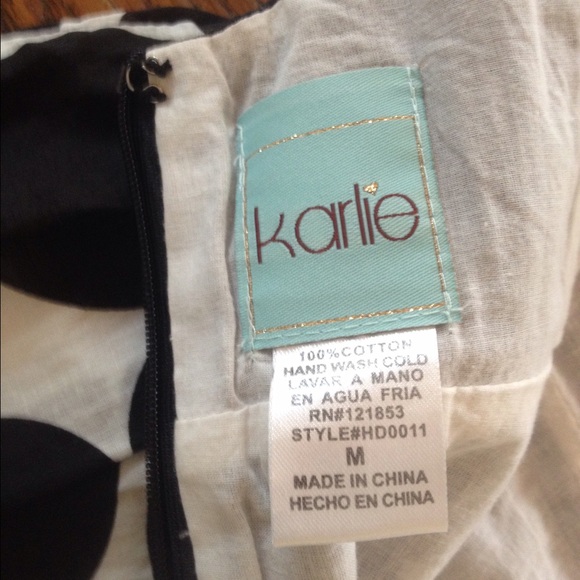 karlie
100%COTTON
HAND WASH COLD
LAVAR A MANO
EN AGUA FRIA
RN#121853
STYLE#HD0011
M
MADE IN CHINA
HECHO EN CHINA